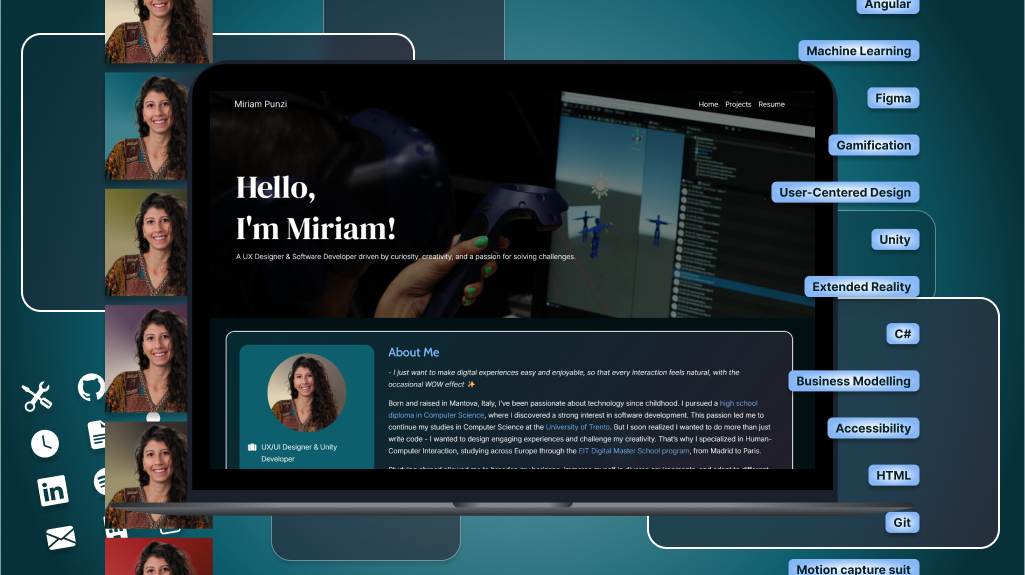 Angular
Machine Learning
Figma
Gamification
User-Centered Design
Unity
Extended Reality
C#
Business Modelling
Accessibility
HTML
Git
Motion capture suit
Miriam Punzi
Home Projects Resume
Hello,
I'm Miriam!
A UX Designer & Software Developer driven by curiosity, creativity, and a passion for solving challenges.
About Me
- I just want to make digital experiences easy and enjoyable, so that every interaction feels natural, with the
occasional WOW effect ✨
Born and raised in Mantova, Italy, I've been passionate about technology since childhood. I pursued a high school
diploma in Computer Science, where I discovered a strong interest in software development. This passion led me to
continue my studies in Computer Science at the University of Trento. But I soon realized I wanted to do more than just
write code - I wanted to design engaging experiences and challenge my creativity. That's why I specialized in Human-
Computer Interaction, studying across Europe through the EIT Digital Master School program, from Madrid to Paris.
UX/UI Designer & Unity
Developer
in